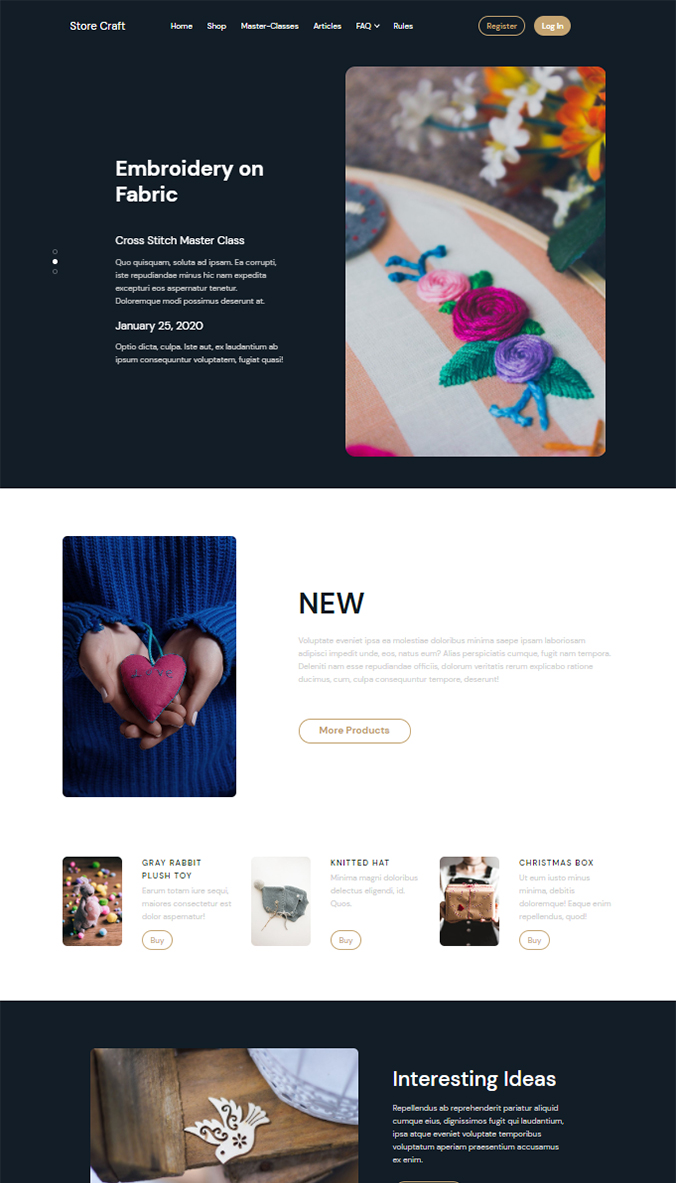 Store Craft
Home Shop Master-Classes Articles FAQ Rules
Register Log In
Embroidery on
Fabric
Cross Stitch Master Class
Quo quisquam, soluta ad ipsam. Ea corrupti,
iste repudiandae minus hic nam expedita
excepturi eos aspernatur tenetur.
Doloremque modi possimus deserunt at.
January 25, 2020
Optio dicta, culpa. Iste aut, ex laudantium ab
ipsum consequuntur voluptatem, fugiat quasi!
LOVE
NEW
Voluptate eveniet ipsa ea molestiae doloribus minima saepe ipsam laboriosam
adipisci impedit unde, eos, natus eum? Alias perspiciatis cumque, fugit nam tempora.
Deleniti nam esse repudiandae officiis, dolorum veritatis rerum explicabo ratione
ducimus, cum, culpa consequuntur tempore, deserunt!
More Products
GRAY RABBIT
PLUSH TOY
Earum totam iure sequi,
maiores consectetur est
dolor aspernatur!
Buy
KNITTED HAT
Minima magni doloribus
delectus eligendi, id.
Quos.
Buy
CHRISTMAS BOX
Ut eum iusto minus
minima, debitis
doloremque! Eaque enim
repellendus, quod!
Buy
Interesting Ideas
Repellendus ab reprehenderit pariatur aliquid
cumque eius, dignissimos fugit qui laudantium,
ipsa atque eveniet voluptate temporibus
voluptatum aperiam praesentium accusamus
ex enim.